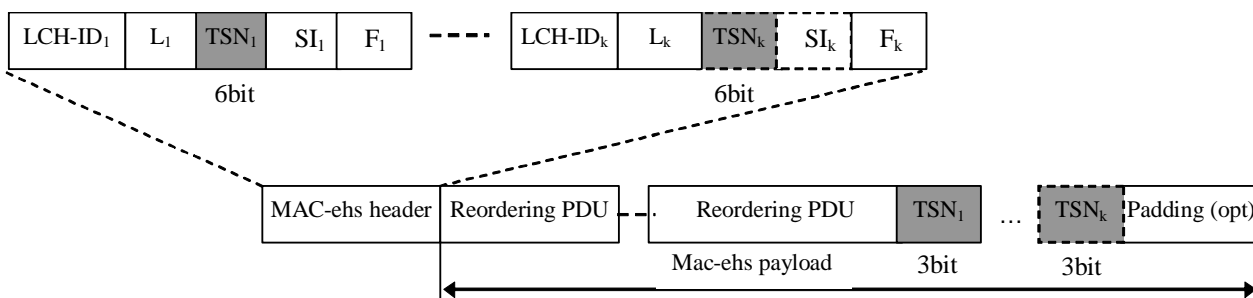 LCH-ID₁ L₁ TSN₁ SI₁ F₁ LCH-IDₖ Lₖ TSNₖ SIₖ Fₖ
6bit 6bit
MAC-ehs header Reordering PDU Reordering PDU TSN₁ ... TSNₖ Padding (opt)
Mac-ehs payload 3bit 3bit